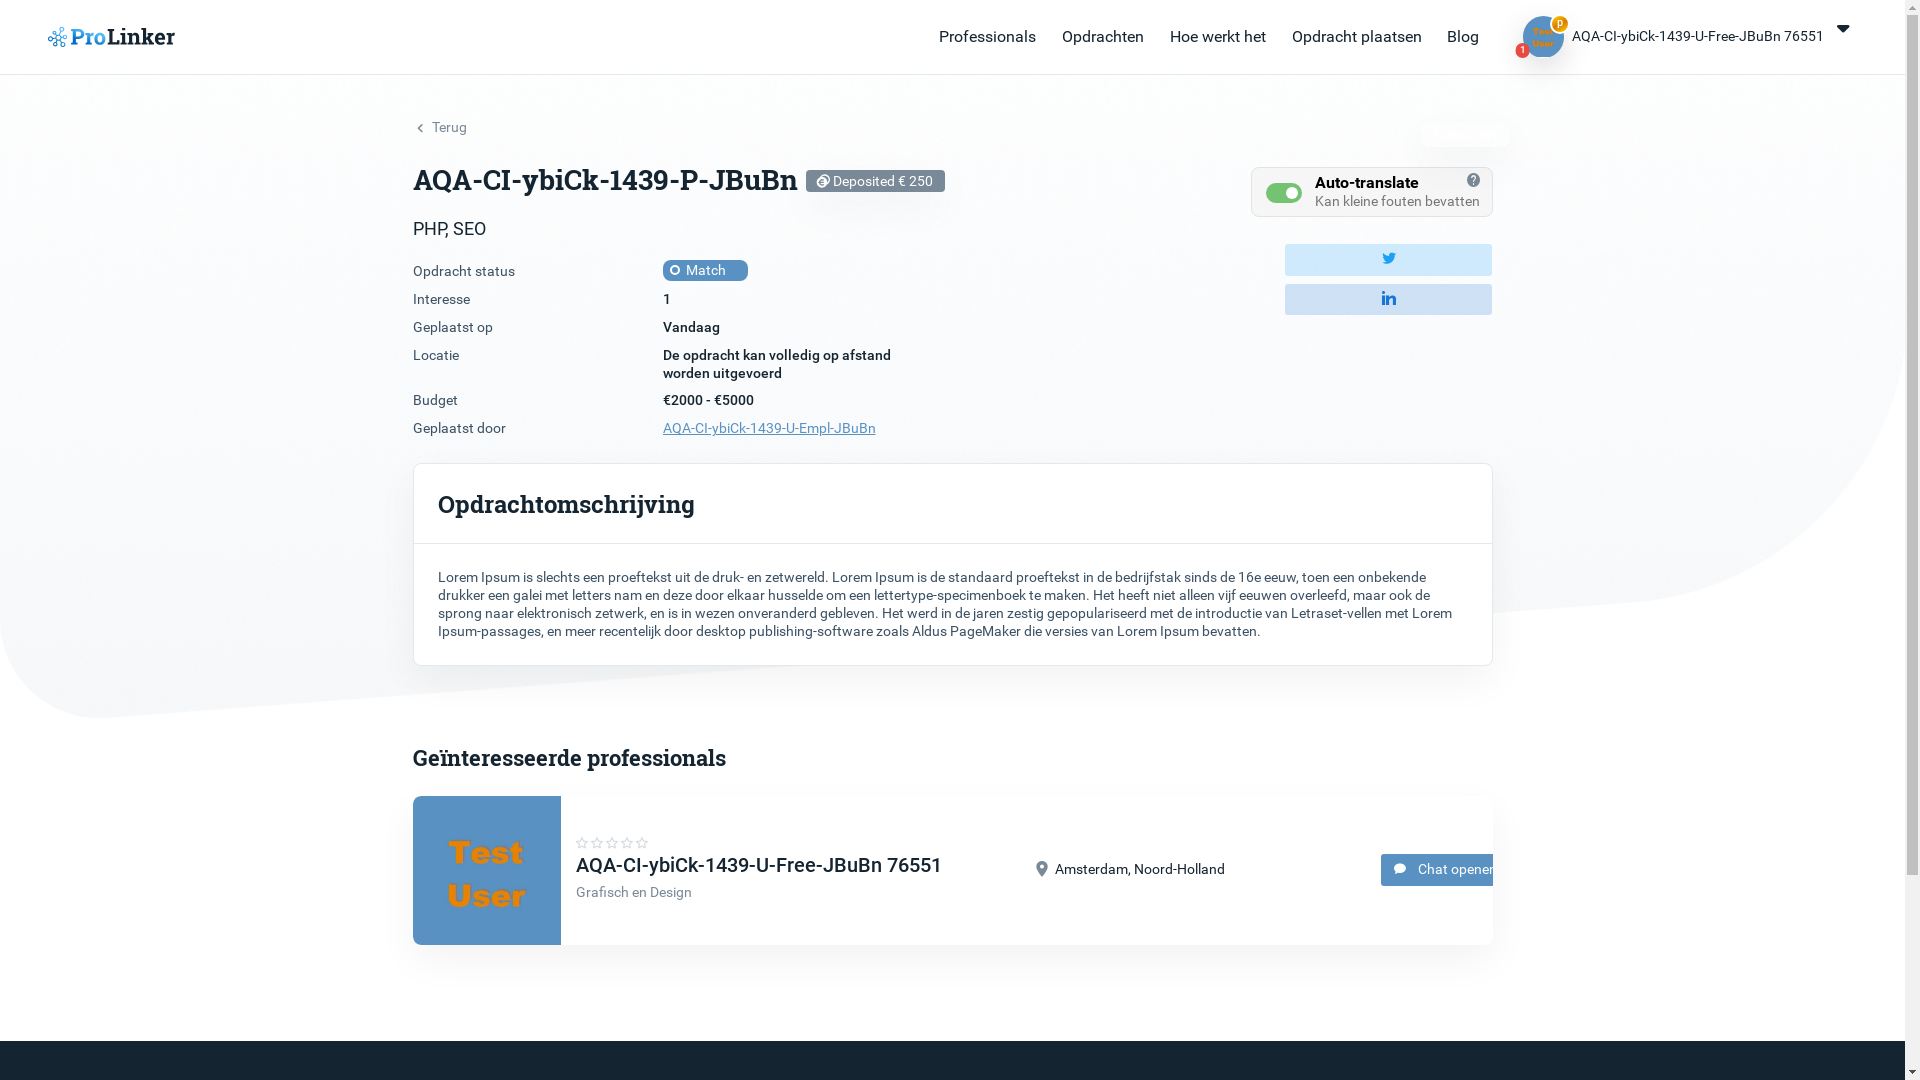 ProLinker
Professionals
Opdrachten
Hoe werkt het
Opdracht plaatsen
Blog
Test
User
p
1
AQA-CI-ybiCk-1439-U-Free-JBuBn 76551
Terug
AQA-CI-ybiCk-1439-P-JBuBn
Deposited € 250
Auto-translate
?
Kan kleine fouten bevatten
PHP, SEO
Opdracht status
Match
Interesse
1
Geplaatst op
Vandaag
Locatie
De opdracht kan volledig op afstand
worden uitgevoerd
Budget
€2000 - €5000
Geplaatst door
AQA-CI-ybiCk-1439-U-Empl-JBuBn
in
Opdrachtomschrijving
Lorem Ipsum is slechts een proeftekst uit de druk- en zetwereld. Lorem Ipsum is de standaard proeftekst in de bedrijfstak sinds de 16e eeuw, toen een onbekende
drukker een galei met letters nam en deze door elkaar husselde om een lettertype-specimenboek te maken. Het heeft niet alleen vijf eeuwen overleefd, maar ook de
sprong naar elektronisch zetwerk, en is in wezen onveranderd gebleven. Het werd in de jaren zestig gepopulariseerd met de introductie van Letraset-vellen met Lorem
Ipsum-passages, en meer recentelijk door desktop publishing-software zoals Aldus PageMaker die versies van Lorem Ipsum bevatten.
Geïnteresseerde professionals
Test
User
AQA-CI-ybiCk-1439-U-Free-JBuBn 76551
Grafisch en Design
Amsterdam, Noord-Holland
Chat openen